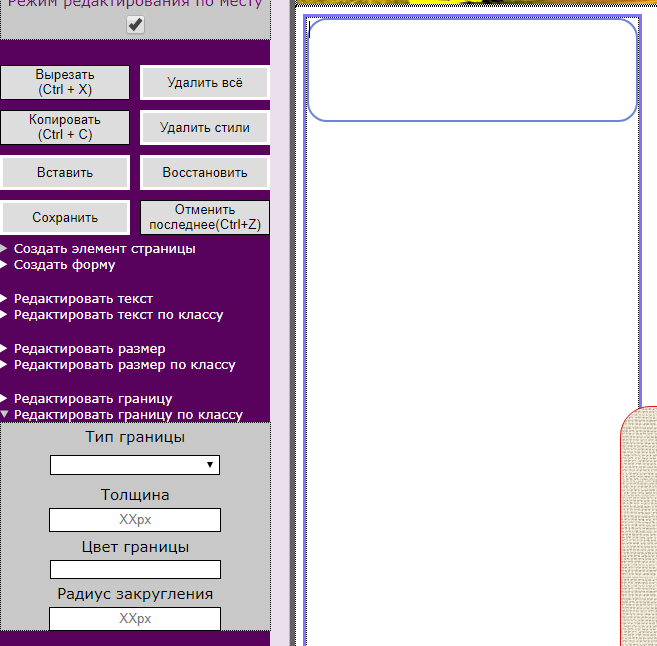 Режим редактирования по месту
Вырезать
(Ctrl + X)
Удалить всё
Копировать
(Ctrl + C)
Удалить стили
Вставить
Восстановить
Сохранить
Отменить
последнее(Ctrl+Z)
Создать элемент страницы
Создать форму
Редактировать текст
Редактировать текст по классу
Редактировать размер
Редактировать размер по классу
Редактировать границу
Редактировать границу по классу
Тип границы
Толщина
XXpx
Цвет границы
Радиус закругления
XXpx